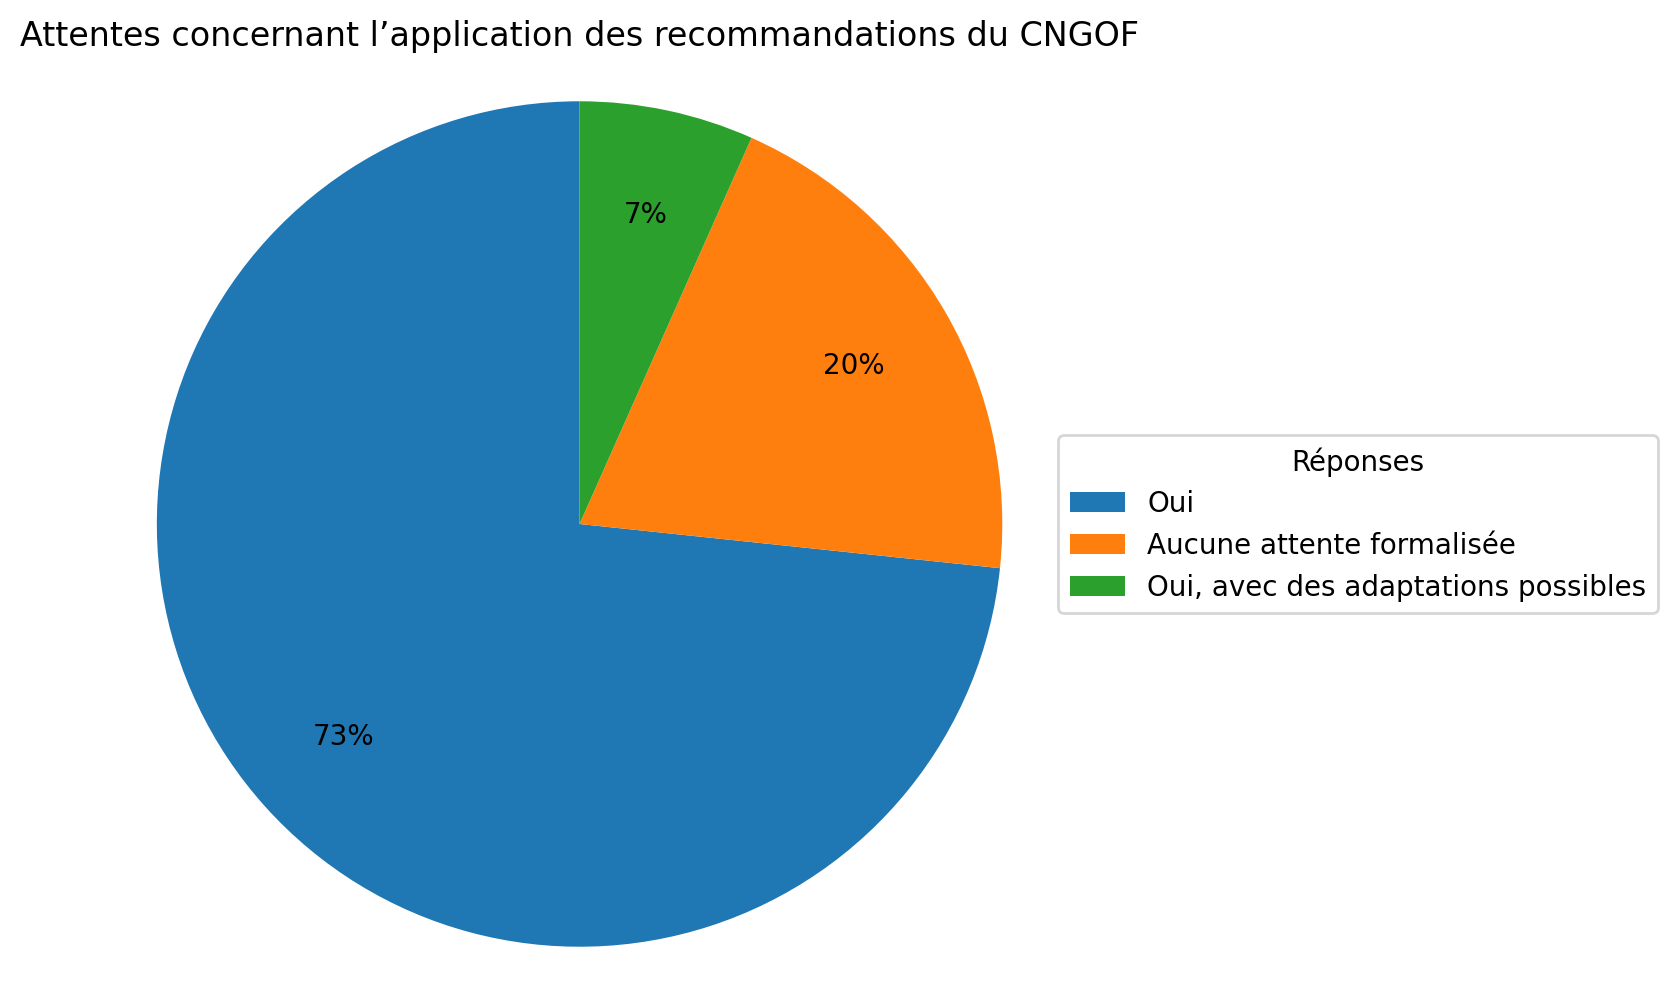 Attentes concernant l’application des recommandations du CNGOF
7%
20%
73%
Réponses
Oui
Aucune attente formalisée
Oui, avec des adaptations possibles